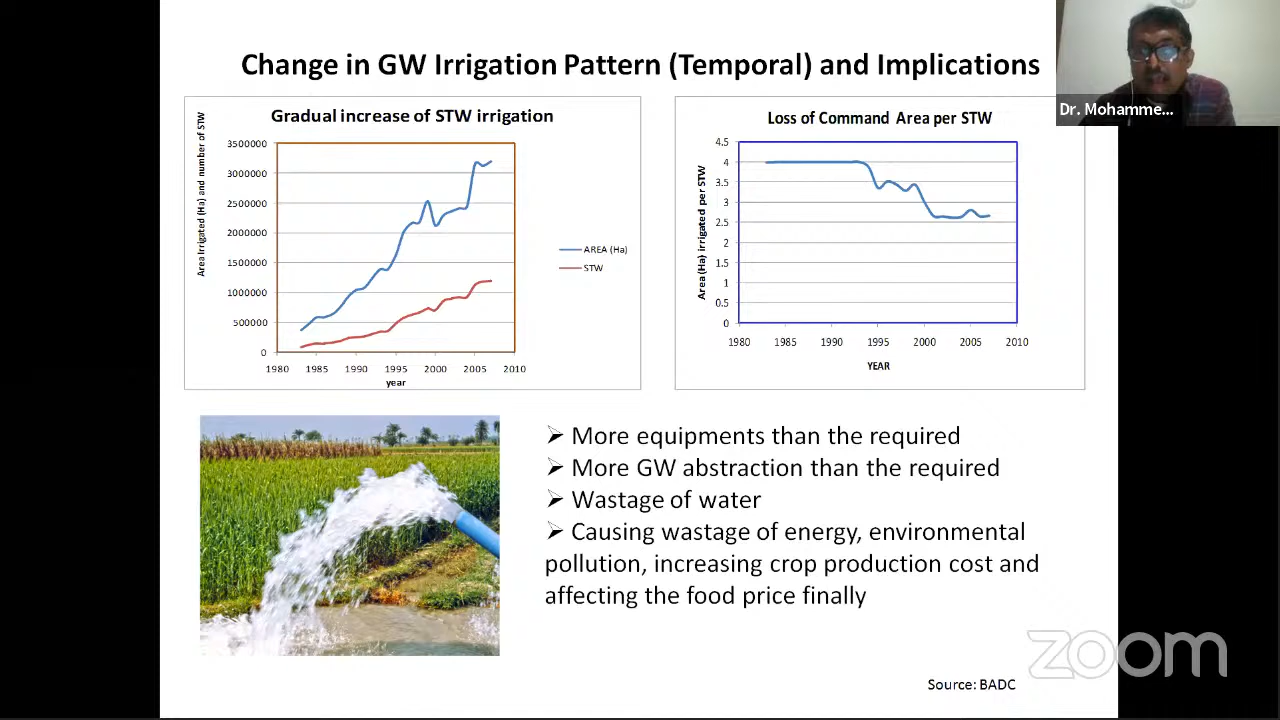 Change in GW Irrigation Pattern (Temporal) and Implications
Dr. Mohamme...
Gradual increase of STW irrigation
Area Irrigated (Ha) and number of STW
3500000
3000000
2500000
2000000
1500000
1000000
500000
0
1980 1985 1990 1995 2000 2005 2010
year
AREA (Ha)
STW
Loss of Command Area per STW
Area (Ha) irrigated per STW
4.5
4
3.5
3
2.5
2
1.5
1
0.5
0
1980 1985 1990 1995 2000 2005 2010
YEAR
➢ More equipments than the required
➢ More GW abstraction than the required
➢ Wastage of water
➢ Causing wastage of energy, environmental
pollution, increasing crop production cost and
affecting the food price finally
zoom
Source: BADC